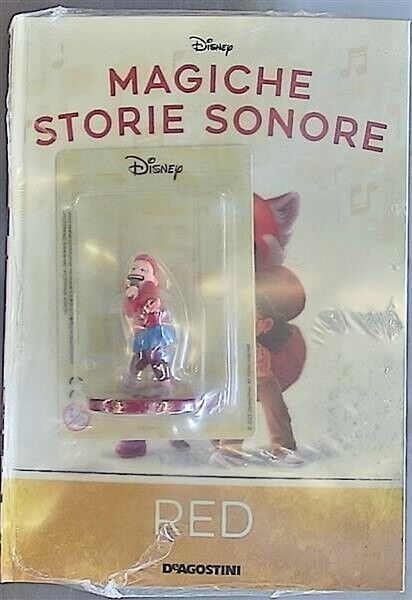 Disney
MAGICHE
STORIE SONORE
Disney
RED
DEAGOSTINI